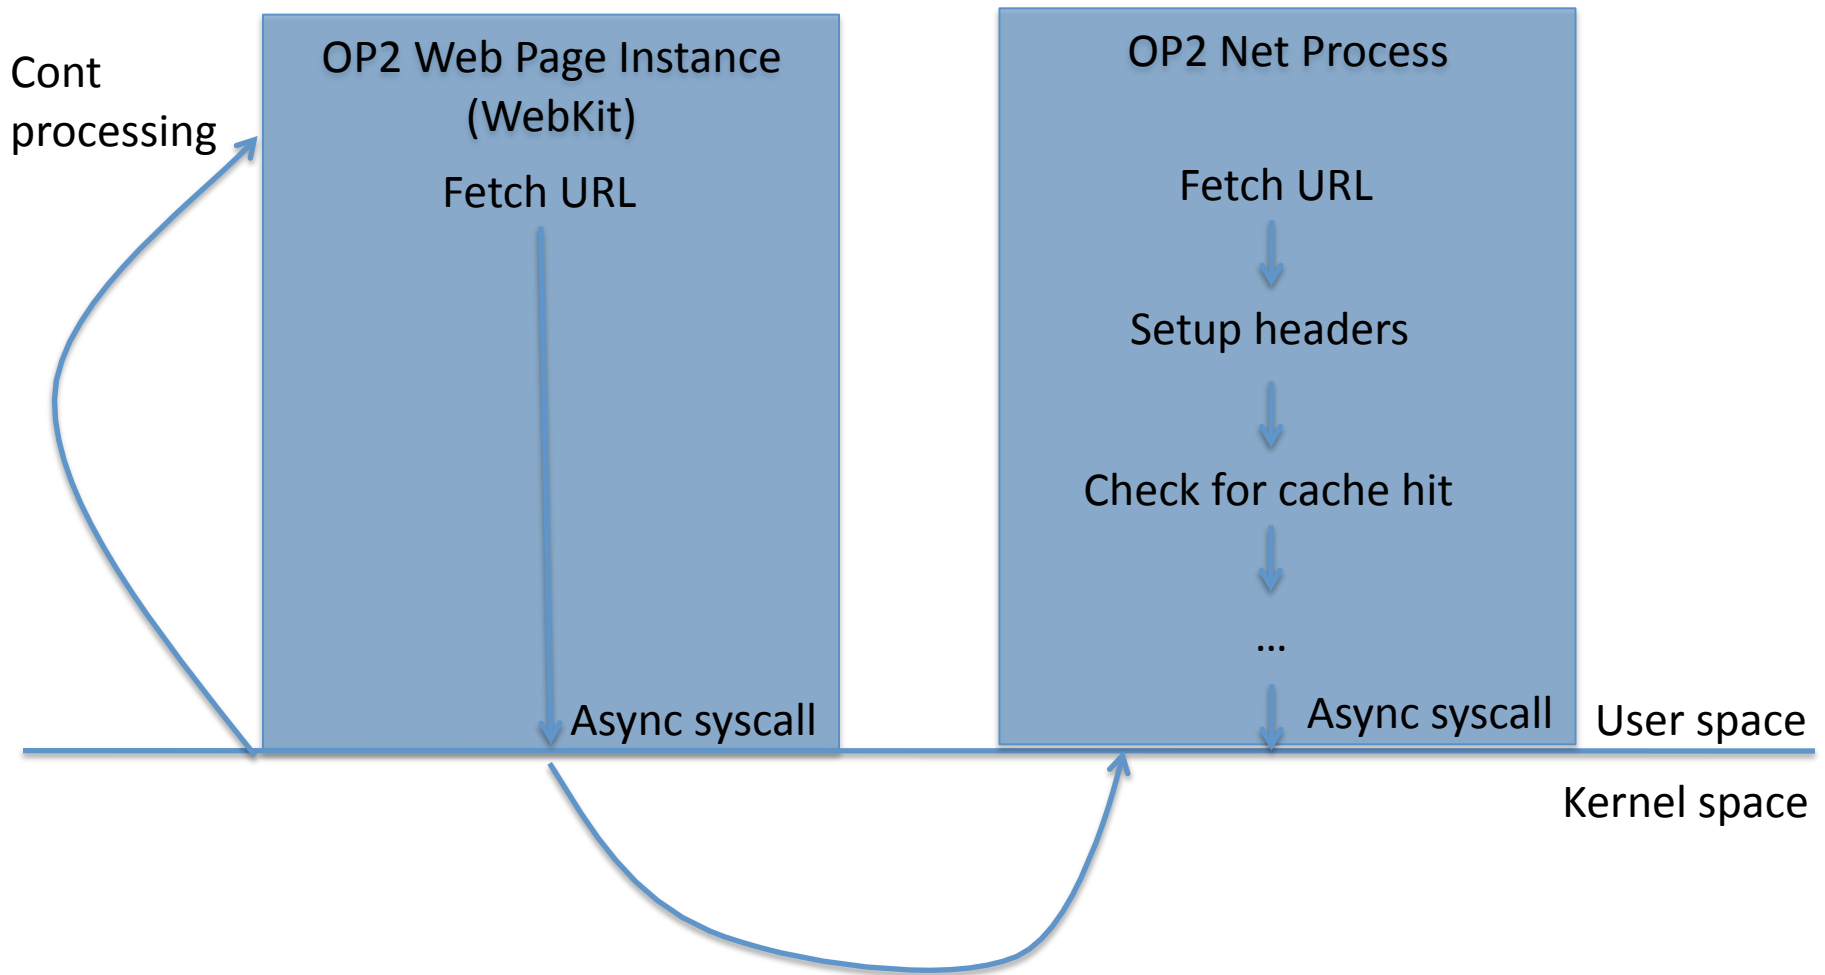 Cont
processing
OP2 Web Page Instance
(WebKit)
Fetch URL
Async syscall
OP2 Net Process
Fetch URL
Setup headers
Check for cache hit
...
Async syscall
User space
Kernel space